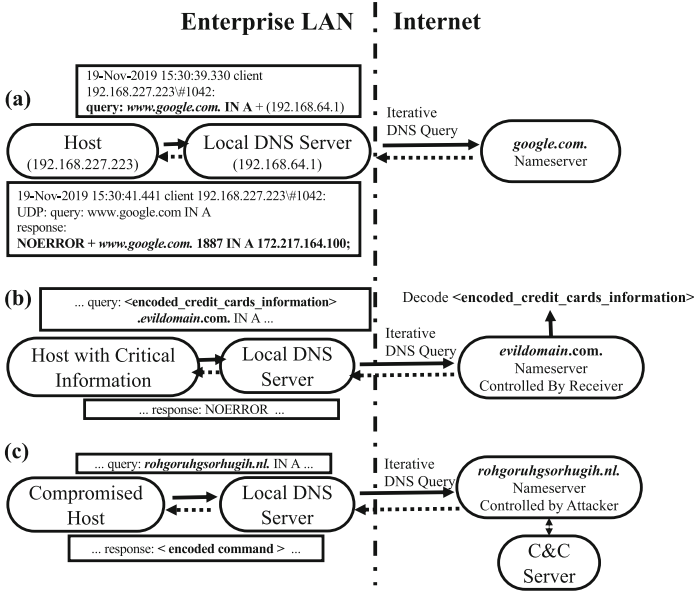 Enterprise LAN
Internet
19-Nov-2019 15:30:39.330 client
192.168.227.223\#1042:
query: www.google.com. IN A + (192.168.64.1)
(a)
Host
(192.168.227.223)
Local DNS Server
(192.168.64.1)
Iterative
DNS Query
google.com.
Nameserver
19-Nov-2019 15:30:41.441 client 192.168.227.223\#1042:
UDP: query: www.google.com IN A
response:
NOERROR + www.google.com. 1887 IN A 172.217.164.100;
(b)
... query: <encoded_credit_cards_information>
.evildomain.com. IN A ...
Decode <encoded_credit_cards_information>
Host with Critical
Information
Local DNS
Server
Iterative
DNS Query
evildomain.com.
Nameserver
Controlled By Receiver
... response: NOERROR ...
(c)
... query: rohgoruhgsorhugih.nl. IN A ...
Compromised
Host
Local DNS
Server
Iterative
DNS Query
rohgoruhgsorhugih.nl.
Nameserver
Controlled by Attacker
... response: < encoded command > ...
C&C
Server